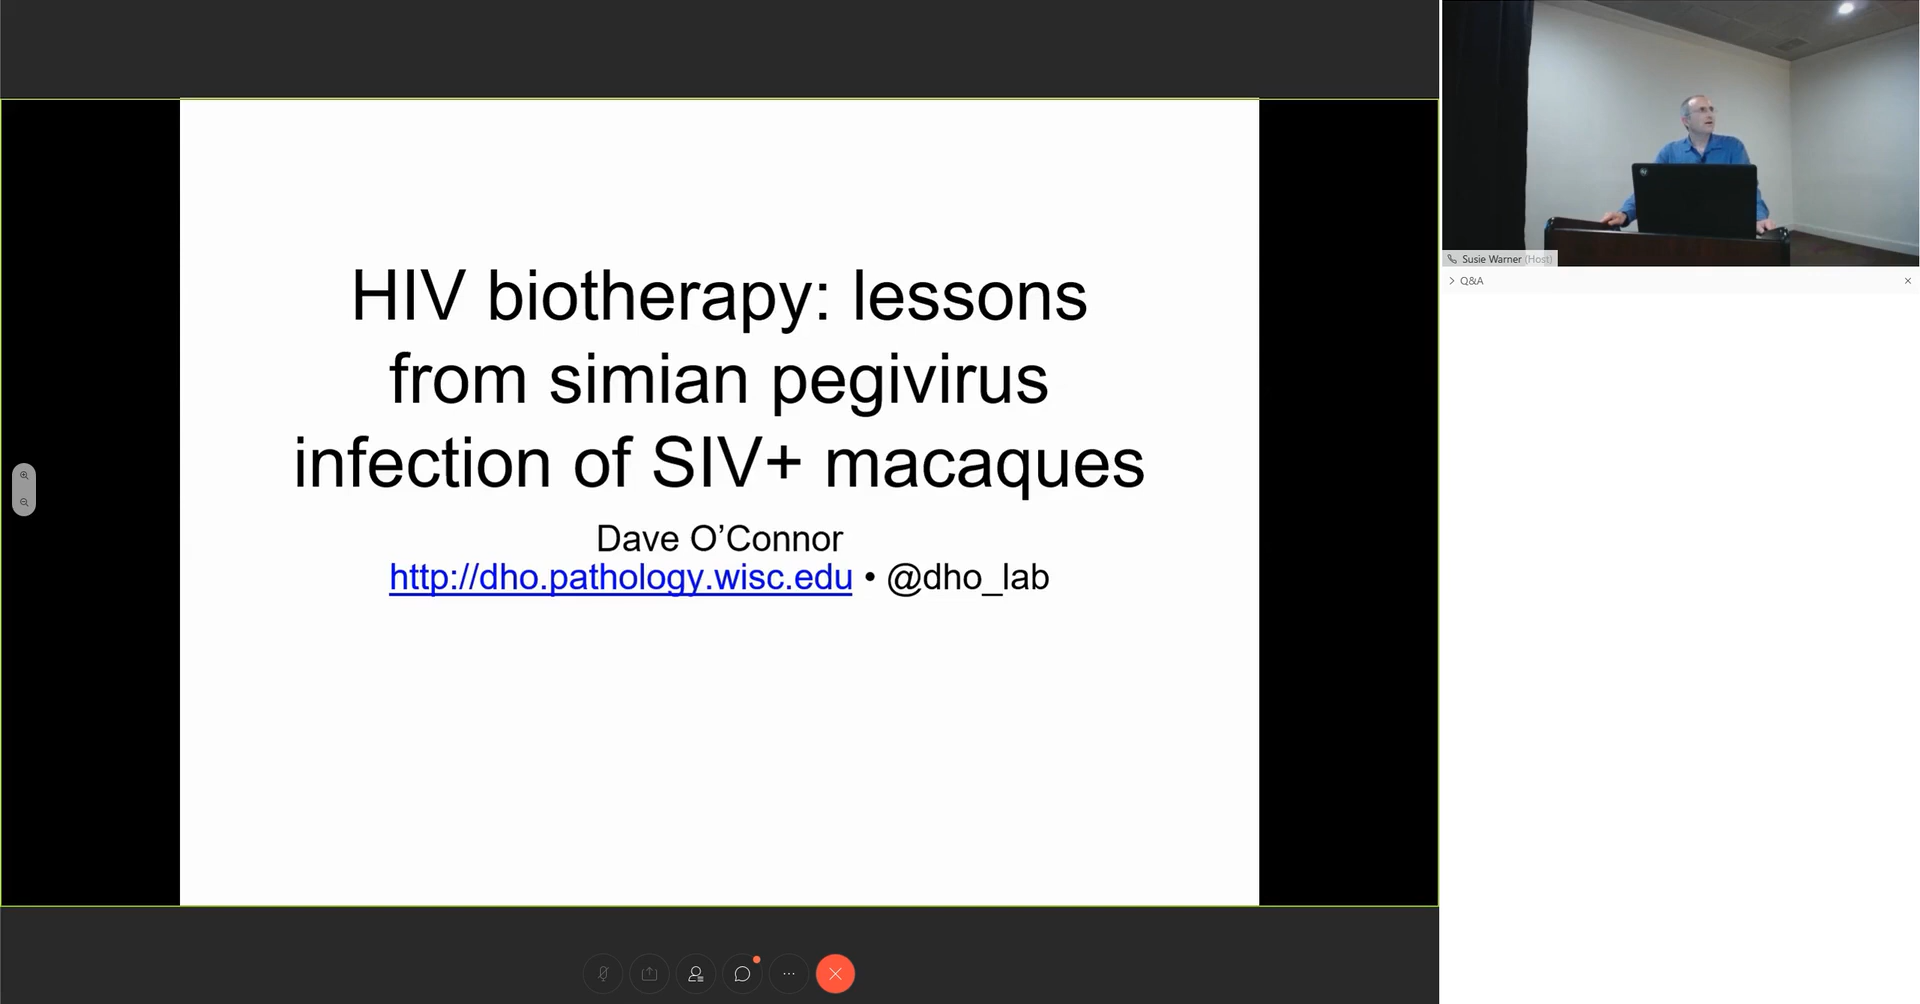 HIV biotherapy: lessons
from simian pegivirus
infection of SIV+ macaques
Dave O’Connor
http://dho.pathology.wisc.edu • @dho_lab
Susie Warner (Host)
Q&A